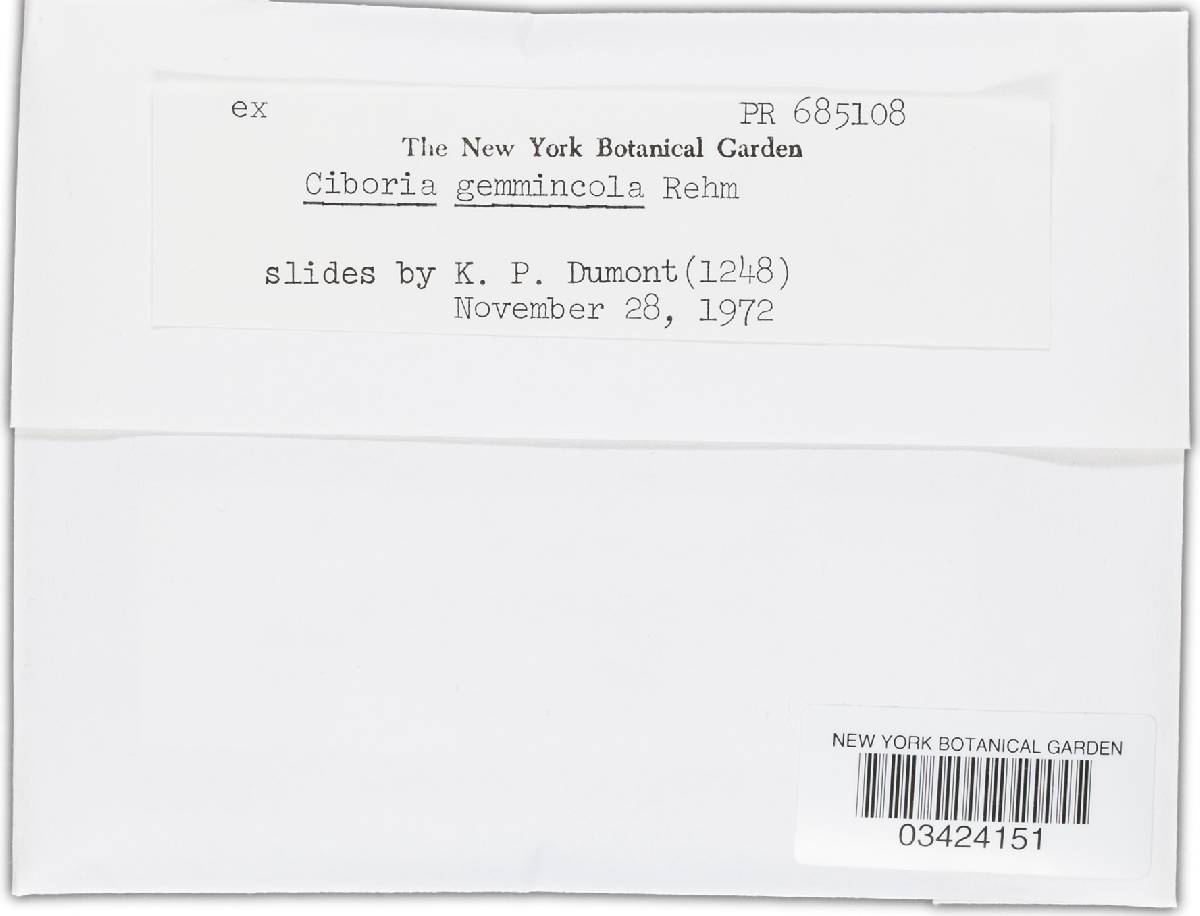 ex PR 685108
The New York Botanical Garden
Ciboria gemmincola Rehm
slides by K. P. Dumont(1248)
November 28, 1972
NEW YORK BOTANICAL GARDEN
03424151